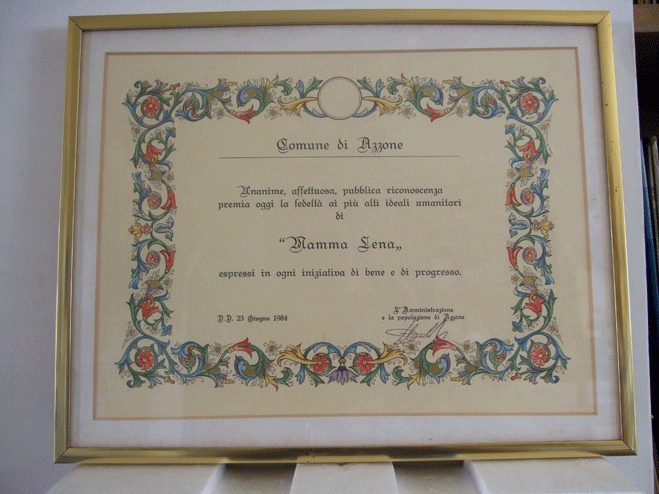 Comune di Azzone
Unanime, affettuosa, pubblica riconoscenza
premia oggi la fedeltà ai più alti ideali umanitari
di
“Mamma Lena„
espressi in ogni iniziativa di bene e di progresso.
D.D. 23 Giugno 1984
L'Amministrazione
e la popolazione di Azzone